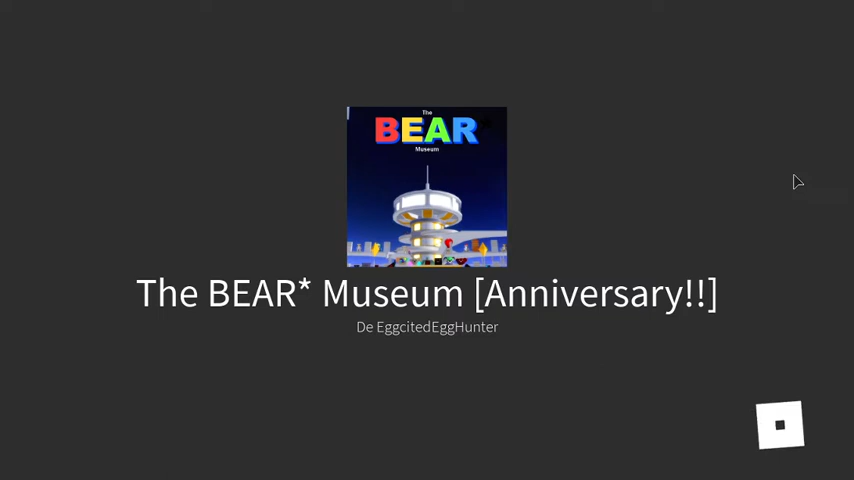 The
BEAR
Museum
The BEAR* Museum [Anniversary!!]
De EggcitedEggHunter